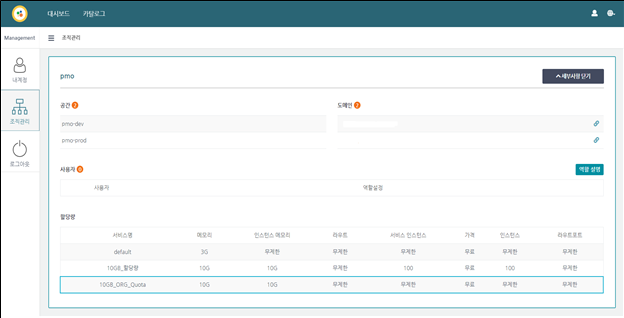 대시보드 카탈로그
Management 조직관리
내계정
조직관리
로그아웃
pmo
세부사항 닫기
공간 2
도메인 2
pmo-dev
pmo-prod
사용자 0
역할 설명
사용자 역할설정
할당량
서비스명 메모리 인스턴스 메모리 라우트 서비스 인스턴스 가격 인스턴스 라우트포트
default 3G 무제한 무제한 무제한 무료 무제한 무제한
10GB_할당량 10G 10G 무제한 100 무료 100 무제한
100GB_ORG_Quota 10G 10G 무제한 무제한 무료 무제한 무제한